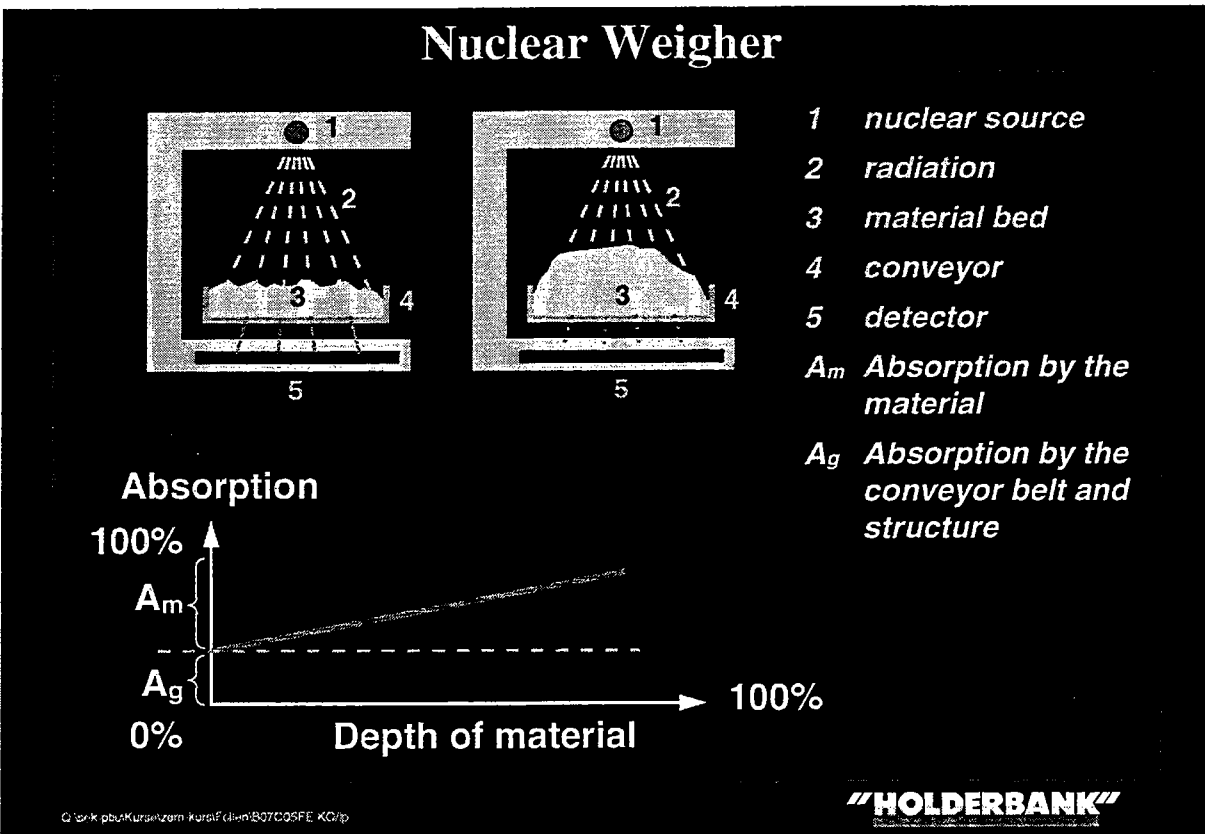 Nuclear Weigher
1
2
3
4
5
1
2
3
4
5
1 nuclear source
2 radiation
3 material bed
4 conveyor
5 detector
Am Absorption by the
material
Ag Absorption by the
conveyor belt and
structure
Absorption
100%
Am
Ag
0%
Depth of material
100%
"HOLDERBANK"